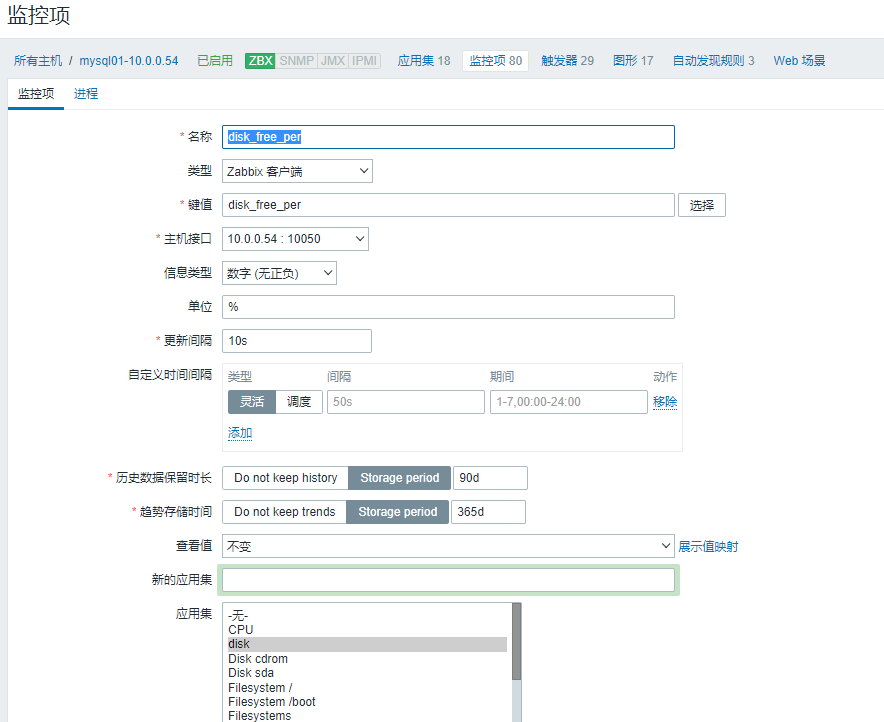 监控项
所有主机 / mysql01-10.0.0.54 已启用 ZBX SNMP JMX IPMI 应用集 18 监控项 80 触发器 29 图形 17 自动发现规则 3 Web 场景
监控项 进程
* 名称 disk_free_per
类型 Zabbix 客户端
* 键值 disk_free_per 选择
* 主机接口 10.0.0.54 : 10050
信息类型 数字 (无正负)
单位 %
* 更新间隔 10s
自定义时间间隔 类型 间隔 期间 动作
灵活 调度 50s 1-7,00:00-24:00 移除
添加
* 历史数据保留时长 Do not keep history Storage period 90d
* 趋势存储时间 Do not keep trends Storage period 365d
查看值 不变 展示值映射
新的应用集
应用集 -无-
CPU
disk
Disk cdrom
Disk sda
Filesystem /
Filesystem /boot
Filesystems